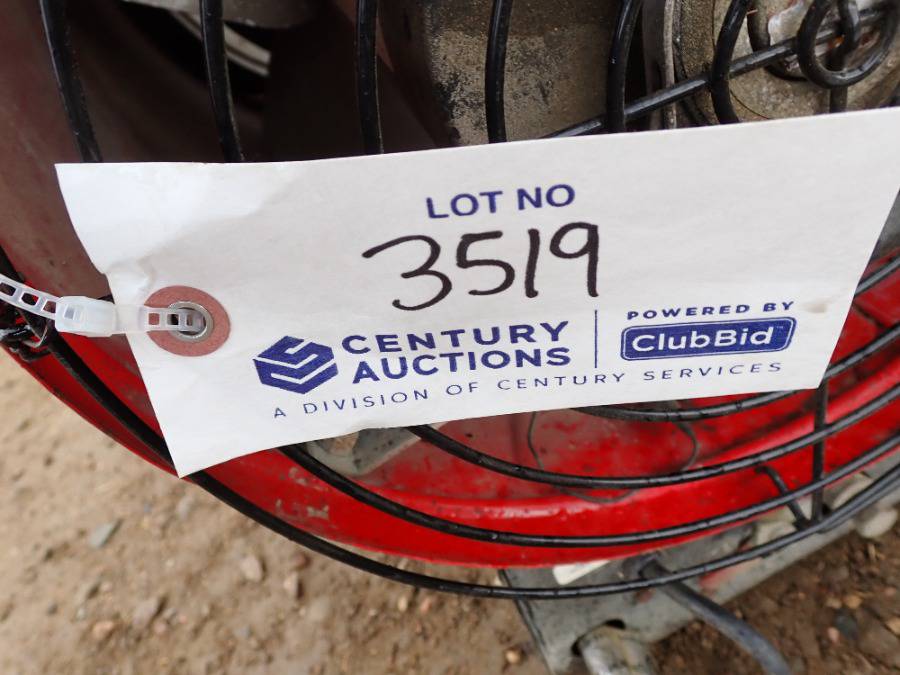 LOT NO
3519
CENTURY
AUCTIONS
A DIVISION OF CENTURY SERVICES
POWERED BY
ClubBid